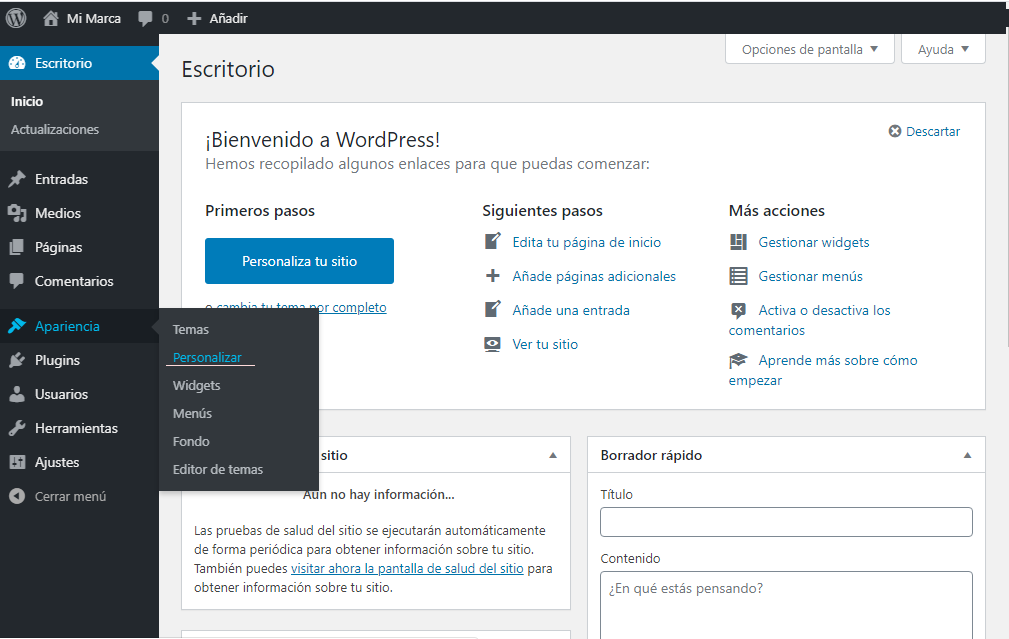 Mi Marca
0
Añadir
Opciones de pantalla
Ayuda
Escritorio
Inicio
Actualizaciones
Entradas
Medios
Páginas
Comentarios
Apariencia
Plugins
Usuarios
Herramientas
Ajustes
Cerrar menú
Temas
Personalizar
Widgets
Menús
Fondo
Editor de temas
Escritorio
¡Bienvenido a WordPress!
Descartar
Hemos recopilado algunos enlaces para que puedas comenzar:
Primeros pasos
Personaliza tu sitio
o cambia tu tema por completo
Siguientes pasos
Edita tu página de inicio
Añade páginas adicionales
Añade una entrada
Ver tu sitio
Más acciones
Gestionar widgets
Gestionar menús
Activa o desactiva los
comentarios
Aprende más sobre cómo
empezar
sitio
Aún no hay información...
Las pruebas de salud del sitio se ejecutarán automáticamente
de forma periódica para obtener información sobre tu sitio.
También puedes visitar ahora la pantalla de salud del sitio para
obtener información sobre tu sitio.
Borrador rápido
Título
Contenido
¿En qué estás pensando?